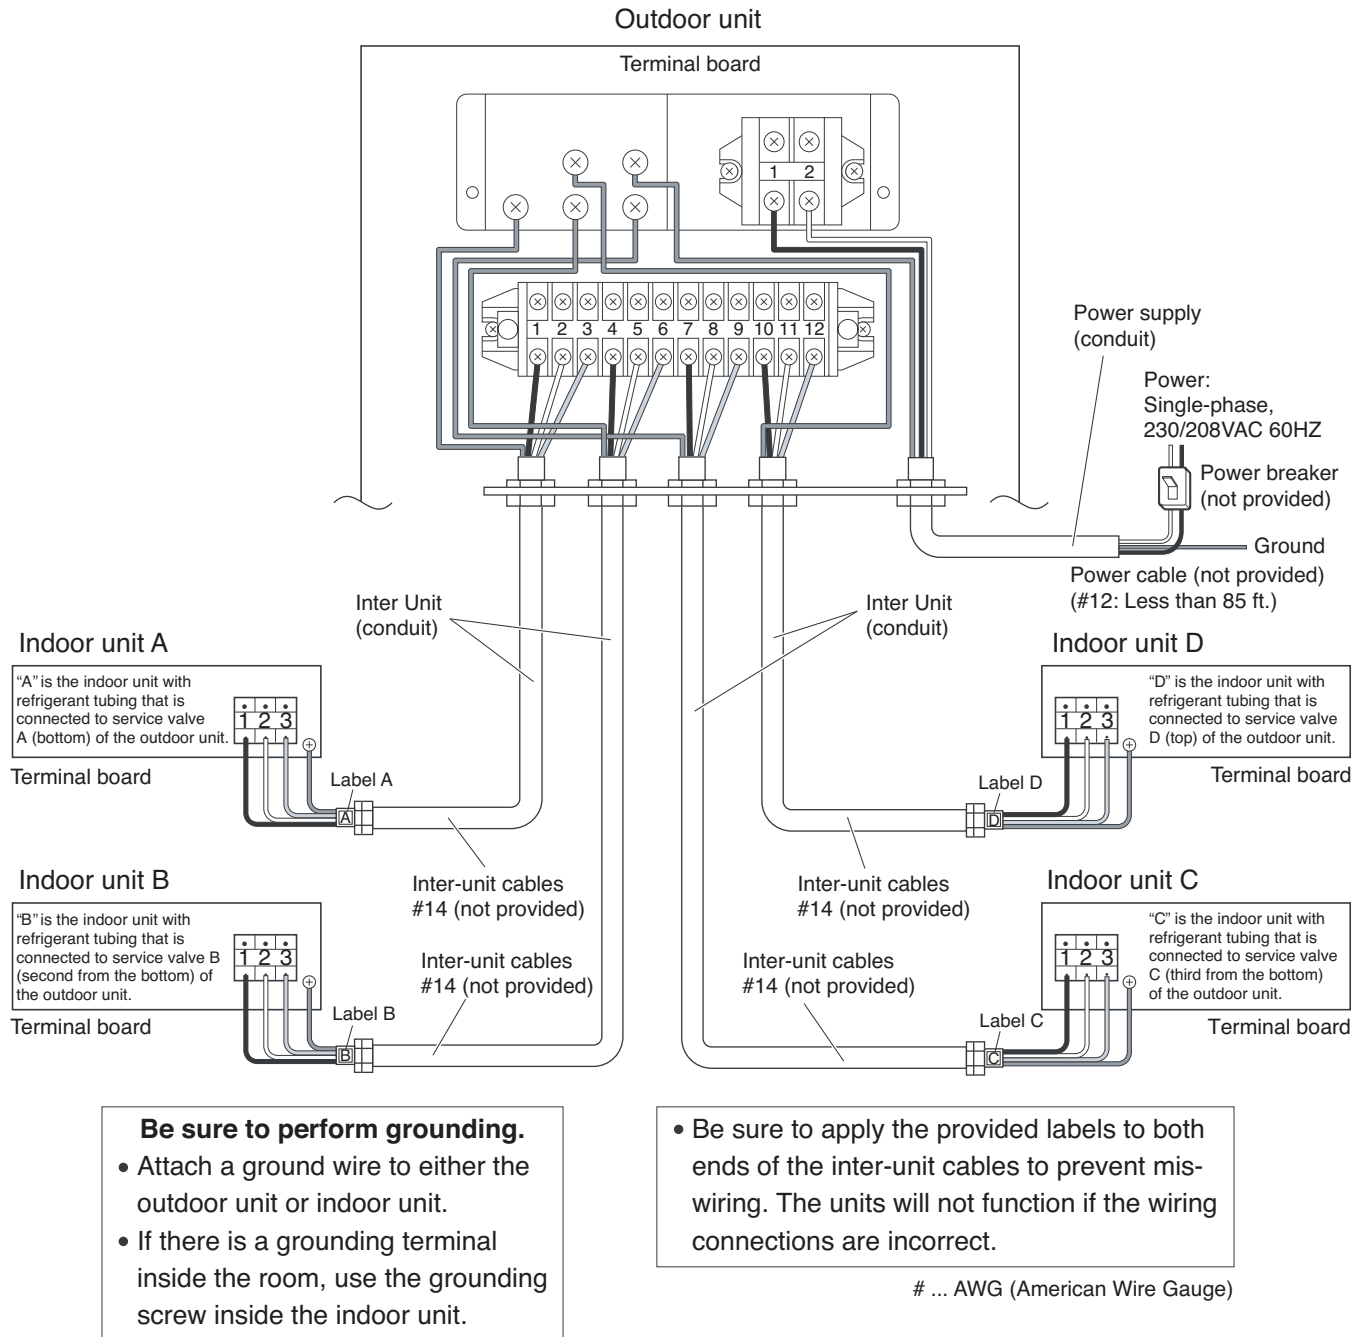 Outdoor unit
Terminal board
1 2
1 2 3 4 5 6 7 8 9 10 11 12
Power supply
(conduit)
Power:
Single-phase,
230/208VAC 60HZ
Power breaker
(not provided)
Ground
Power cable (not provided)
(#12: Less than 85 ft.)
Inter Unit
(conduit)
Inter Unit
(conduit)
Indoor unit A
“A” is the indoor unit with
refrigerant tubing that is
connected to service valve
A (bottom) of the outdoor unit.
1 2 3
Terminal board
Label A
A
Inter-unit cables
#14 (not provided)
Indoor unit D
1 2 3
“D” is the indoor unit with
refrigerant tubing that is
connected to service valve
D (top) of the outdoor unit.
Terminal board
Label D
D
Inter-unit cables
#14 (not provided)
Indoor unit B
“B” is the indoor unit with
refrigerant tubing that is
connected to service valve B
(second from the bottom) of
the outdoor unit.
1 2 3
Terminal board
Label B
B
Inter-unit cables
#14 (not provided)
Indoor unit C
1 2 3
“C” is the indoor unit with
refrigerant tubing that is
connected to service valve
C (third from the bottom)
of the outdoor unit.
Terminal board
Label C
C
Inter-unit cables
#14 (not provided)
Be sure to perform grounding.
• Attach a ground wire to either the
outdoor unit or indoor unit.
• If there is a grounding terminal
inside the room, use the grounding
screw inside the indoor unit.
• Be sure to apply the provided labels to both
ends of the inter-unit cables to prevent mis-
wiring. The units will not function if the wiring
connections are incorrect.
# ... AWG (American Wire Gauge)